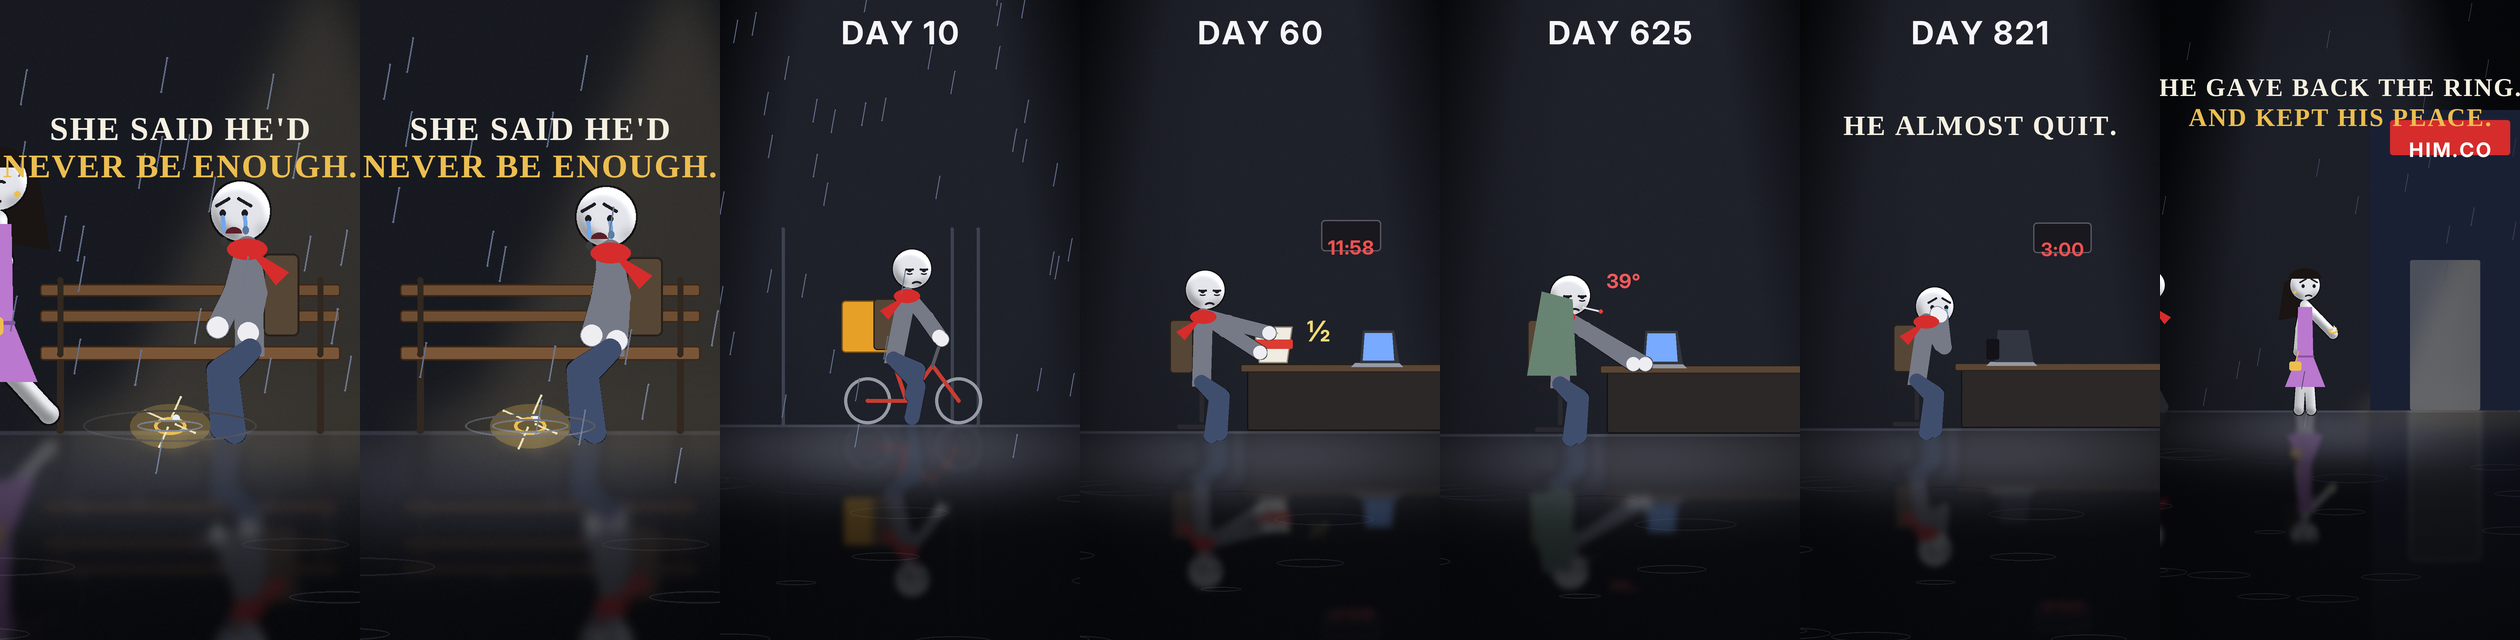 SHE SAID HE'D
NEVER BE ENOUGH.
SHE SAID HE'D
NEVER BE ENOUGH.
DAY 10
DAY 60
11:58
½
DAY 625
39°
DAY 821
HE ALMOST QUIT.
3:00
HE GAVE BACK THE RING.
AND KEPT HIS PEACE.
HIM.CO